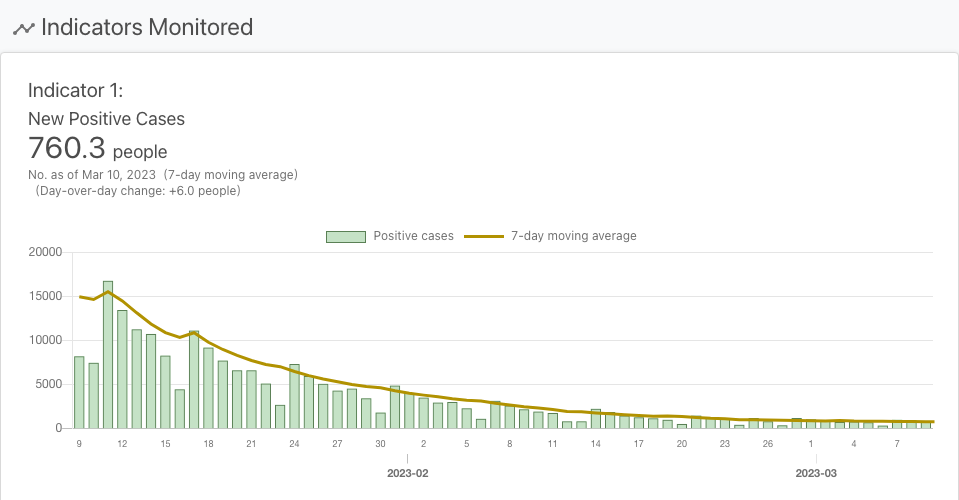 Indicators Monitored
Indicator 1:
New Positive Cases
760.3 people
No. as of Mar 10, 2023 (7-day moving average)
(Day-over-day change: +6.0 people)
Positive cases 7-day moving average
20000
15000
10000
5000
0
9 12 15 18 21 24 27 30 2 5 8 11 14 17 20 23 26 1 4 7
2023-02 2023-03